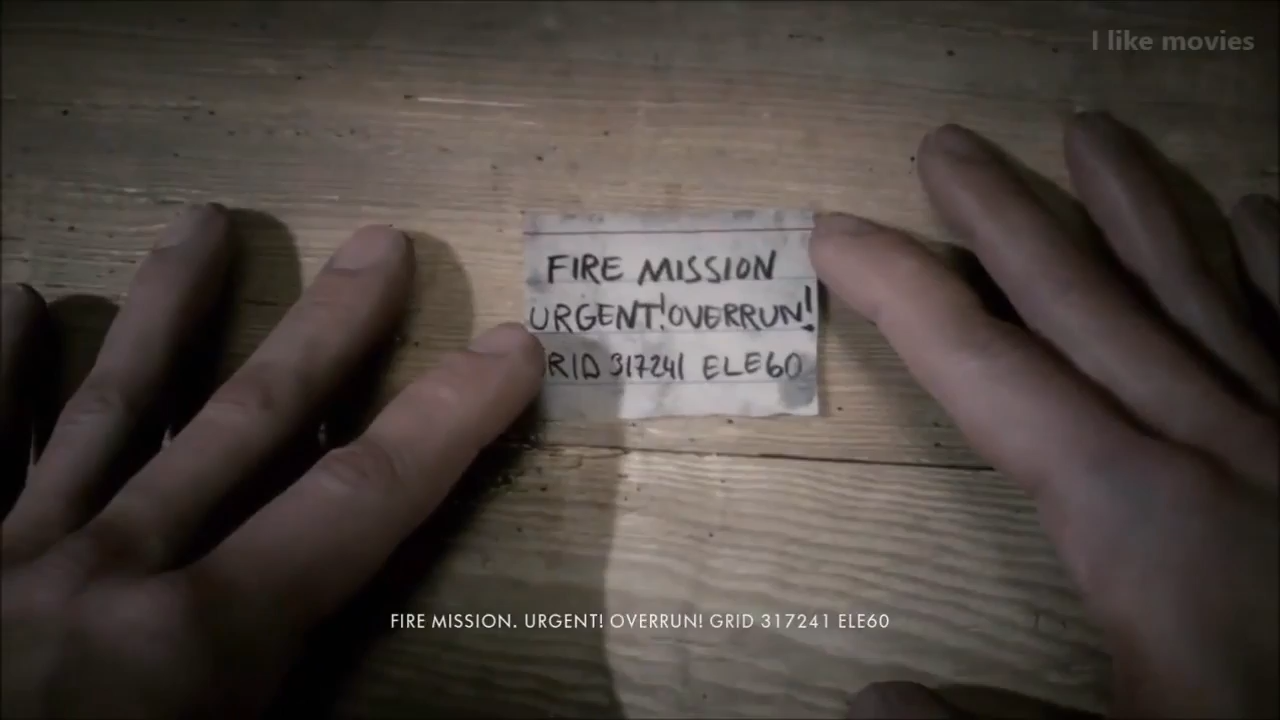 I like movies
FIRE MISSION
URGENT! OVERRUN!
RID 317241 ELE60
FIRE MISSION. URGENT! OVERRUN! GRID 317241 ELE60